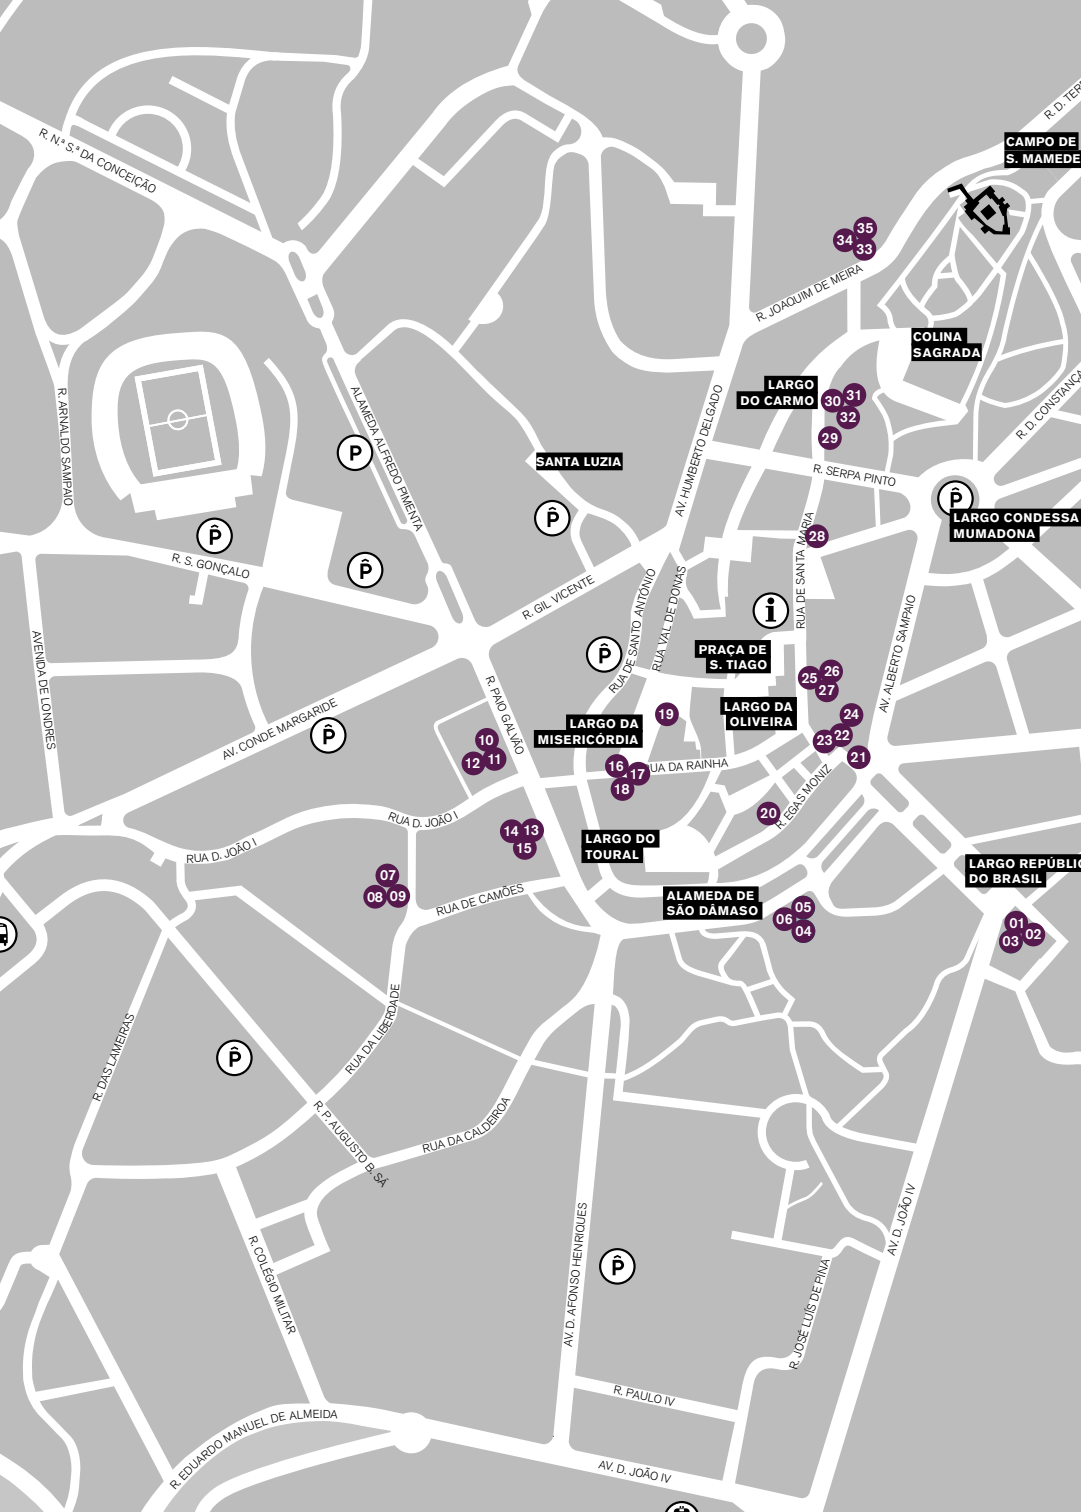 R. D. TER
CAMPO DE
S. MAMEDE
R. N.ª S.ª DA CONCEIÇÃO
35
34
33
R. JOAQUIM DE MEIRA
COLINA
SAGRADA
LARGO
DO CARMO
30
31
32
29
R. D. CONSTANÇA
R. ARNALDO SAMPAIO
ALAMEDA ALFREDO PIMENTA
AV. HUMBERTO DELGADO
P
SANTA LUZIA
R. SERPA PINTO
P
P
LARGO CONDESSA
MUMADONA
P
28
R. S. GONÇALO
P
R. GIL VICENTE
RUA DE SANTO ANTÓNIO
RUA VAL DE DONAS
RUA DE SANTA MARIA
i
AV. ALBERTO SAMPAIO
AVENIDA DE LONDRES
P
PRAÇA DE
S. TIAGO
25
26
27
R. PAIO GALVÃO
AV. CONDE MARGARIDE
P
LARGO DA
OLIVEIRA
19
LARGO DA
MISERICÓRDIA
24
22
23
21
10
11
12
16
17
18
RUA DA RAINHA
R. EGAS MONIZ
20
RUA D. JOÃO I
RUA D. JOÃO I
14
13
15
LARGO DO
TOURAL
LARGO REPÚBLIC
DO BRASIL
07
08
09
RUA DE CAMÕES
ALAMEDA DE
SÃO DÂMASO
05
06
04
01
02
03
R. DAS LAMEIRAS
RUA DA LIBERDADE
P
R. P. AUGUSTO B. SÁ
RUA DA CALDEIROA
R. COLÉGIO MILITAR
AV. D. AFONSO HENRIQUES
P
AV. D. JOÃO IV
R. JOSÉ LUÍS DE PINA
R. PAULO IV
R. EDUARDO MANUEL DE ALMEIDA
AV. D. JOÃO IV